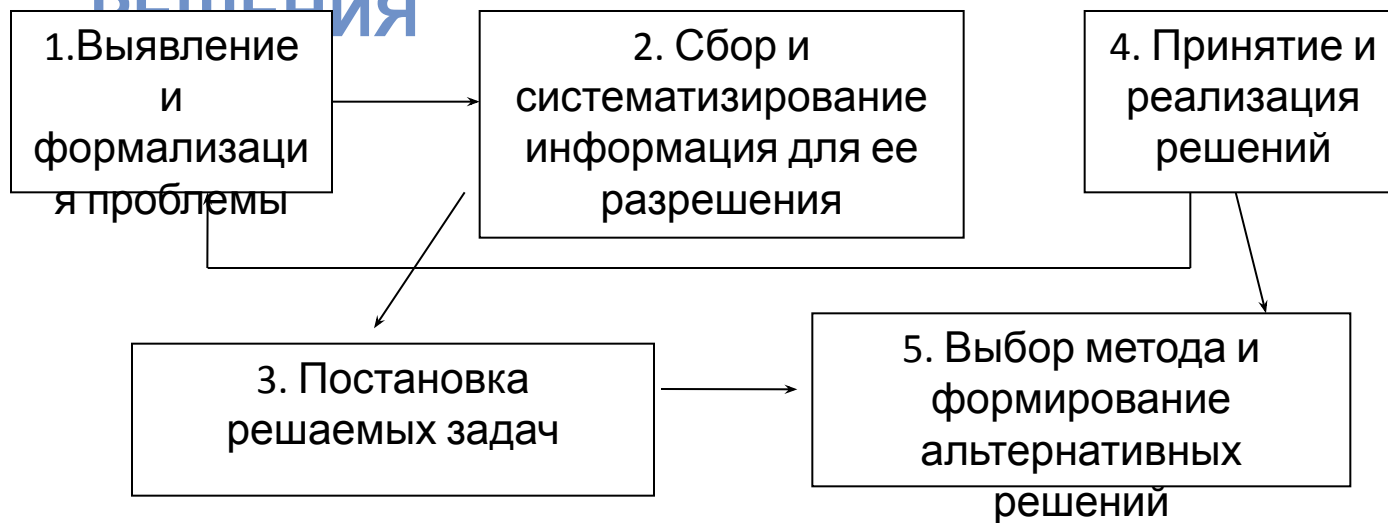 РЕШЕНИЯ
1.Выявление
и
формализаци
я проблемы
2. Сбор и
систематизирование
информация для ее
разрешения
4. Принятие и
реализация
решений
3. Постановка
решаемых задач
5. Выбор метода и
формирование
альтернативных
решений